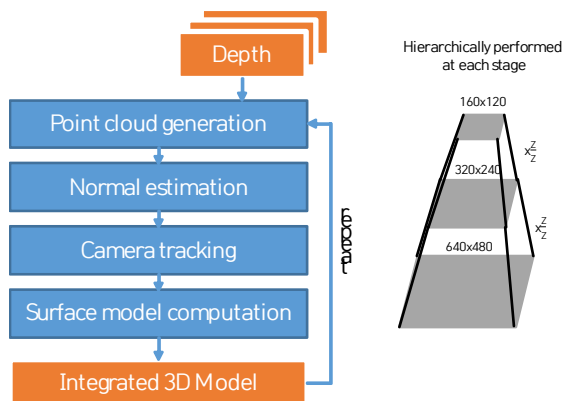 Depth
Point cloud generation
Normal estimation
Camera tracking
Surface model computation
Integrated 3D Model
repeat
Hierarchically performed
at each stage
160x120
x Z/Z
320x240
x Z/Z
640x480